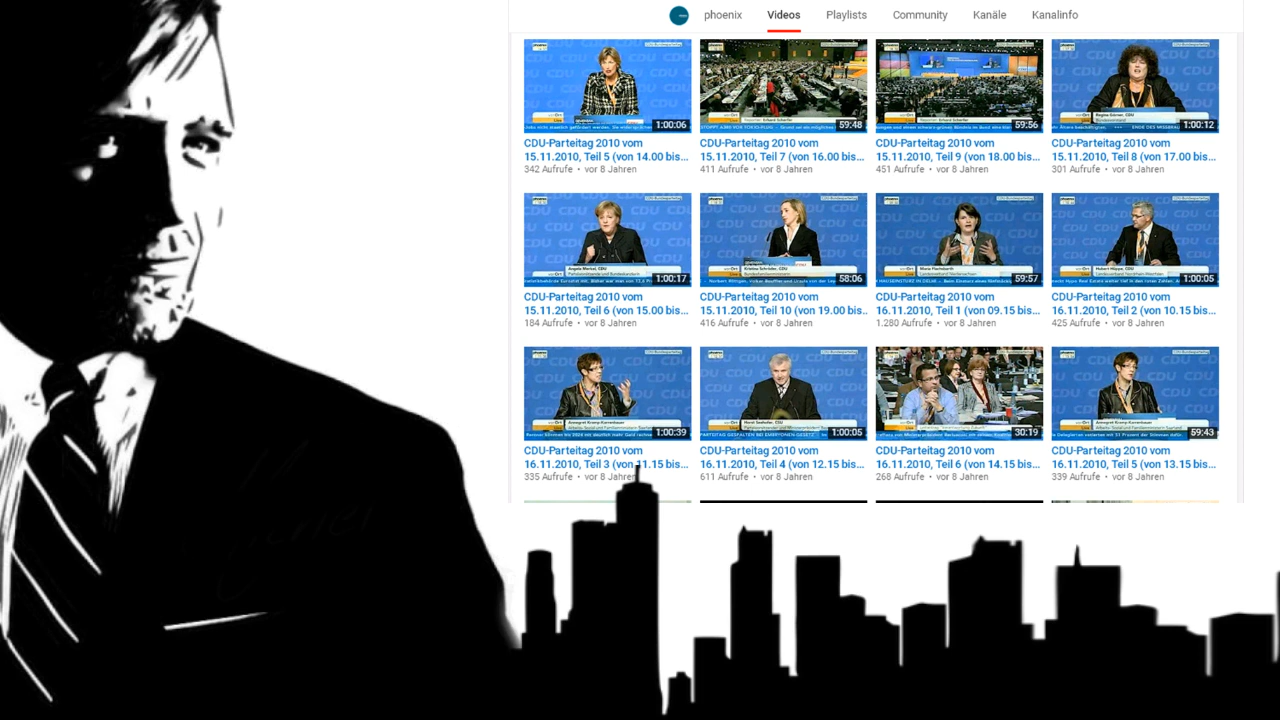 phoenix Videos Playlists Community Kanäle Kanalinfo
1:00:06 59:48 59:56 1:00:12
CDU-Parteitag 2010 vom
15.11.2010, Teil 5 (von 14.00 bis...
342 Aufrufe • vor 8 Jahren
CDU-Parteitag 2010 vom
15.11.2010, Teil 7 (von 16.00 bis...
411 Aufrufe • vor 8 Jahren
CDU-Parteitag 2010 vom
15.11.2010, Teil 9 (von 18.00 bis...
451 Aufrufe • vor 8 Jahren
CDU-Parteitag 2010 vom
15.11.2010, Teil 8 (von 17.00 bis...
301 Aufrufe • vor 8 Jahren
Angela Merkel, CDU
1:00:17 58:06 59:57 1:00:05
CDU-Parteitag 2010 vom
15.11.2010, Teil 6 (von 15.00 bis...
184 Aufrufe • vor 8 Jahren
CDU-Parteitag 2010 vom
15.11.2010, Teil 10 (von 19.00 bis..
416 Aufrufe • vor 8 Jahren
CDU-Parteitag 2010 vom
16.11.2010, Teil 1 (von 09.15 bis...
1.280 Aufrufe • vor 8 Jahren
CDU-Parteitag 2010 vom
16.11.2010, Teil 2 (von 10.15 bis...
425 Aufrufe • vor 8 Jahren
1:00:39 1:00:05 30:19 59:43
CDU-Parteitag 2010 vom
16.11.2010, Teil 3 (von 11.15 bis...
335 Aufrufe • vor 8 Jahren
CDU-Parteitag 2010 vom
16.11.2010, Teil 4 (von 12.15 bis...
611 Aufrufe • vor 8 Jahren
CDU-Parteitag 2010 vom
16.11.2010, Teil 6 (von 14.15 bis...
268 Aufrufe • vor 8 Jahren
CDU-Parteitag 2010 vom
16.11.2010, Teil 5 (von 13.15 bis...
339 Aufrufe • vor 8 Jahren